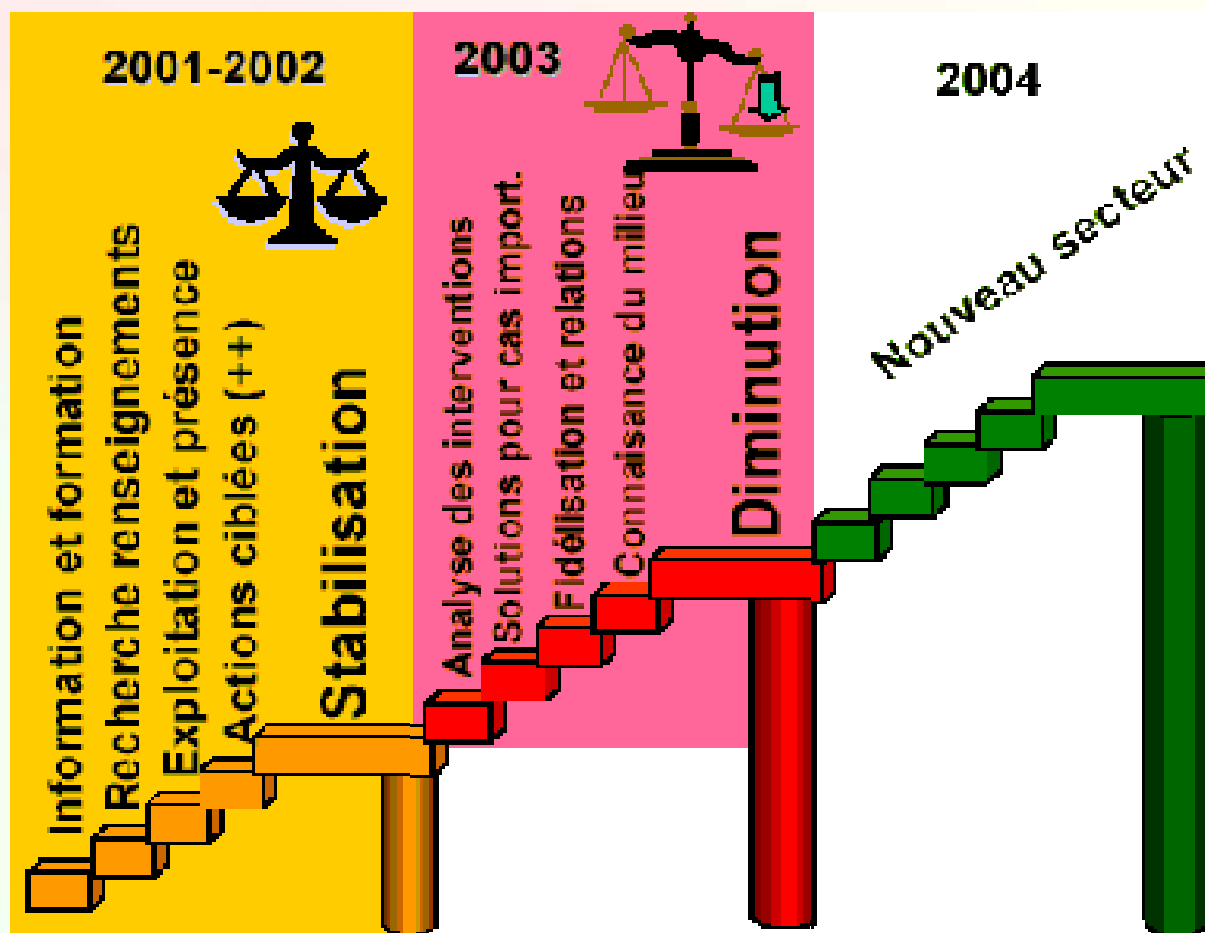 2001-2002
Information et formation
Recherche renseignements
Exploitation et présence
Actions ciblées (++)
Stabilisation
2003
Analyse des interventions
Solutions pour cas import.
Fidélisation et relations
Connaisance du milieu
Diminution
2004
Nouveau secteur